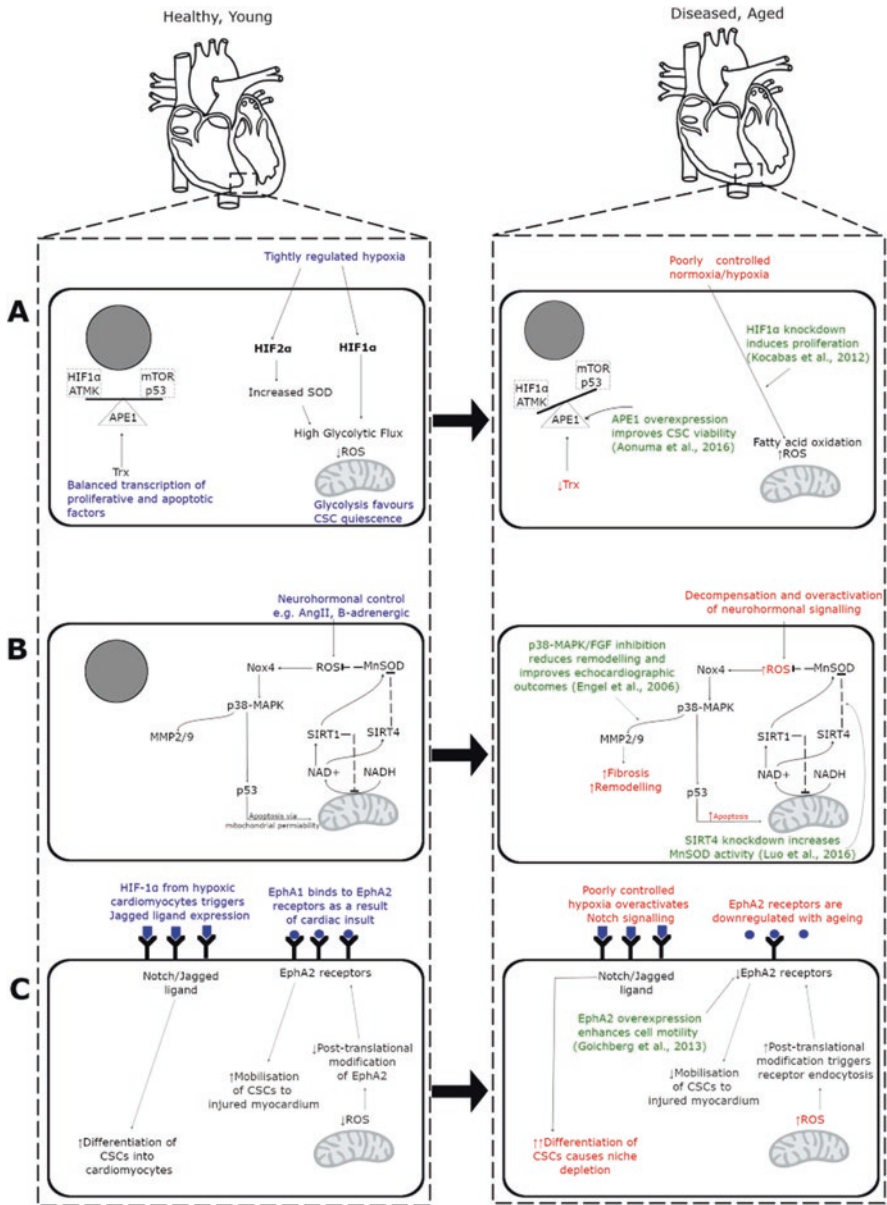 Healthy, Young
Diseased, Aged
A
Tightly regulated hypoxia
HIF2α
HIF1α
HIF1α
ATMK
mTOR
p53
APE1
Increased SOD
High Glycolytic Flux
↓ROS
Trx
Balanced transcription of
proliferative and apoptotic
factors
Glycolysis favours
CSC quiescence
Poorly controlled
normoxia/hypoxia
HIF1α knockdown
induces proliferation
(Kocabas et al., 2012)
mTOR
p53
HIF1α
ATMK
APE1
APE1 overexpression
improves CSC viability
(Aonuma et al., 2016)
Fatty acid oxidation
↑ROS
↓Trx
B
Neurohormonal control
e.g. AngII, B-adrenergic
Nox4
ROS
MnSOD
p38-MAPK
MMP2/9
SIRT1
SIRT4
NAD+
NADH
p53
Apoptosis via
mitochondrial permiability
Decompensation and overactivation
of neurohormonal signalling
p38-MAPK/FGF inhibition
reduces remodelling and
improves echocardiographic
outcomes (Engel et al., 2006)
Nox4
↑ROS
MnSOD
p38-MAPK
MMP2/9
SIRT1
SIRT4
↑Fibrosis
↑Remodelling
NAD+
NADH
p53
↑Apoptosis
SIRT4 knockdown increases
MnSOD activity (Luo et al., 2016)
C
HIF-1α from hypoxic
cardiomyocytes triggers
Jagged ligand expression
EphA1 binds to EphA2
receptors as a result
of cardiac insult
Notch/Jagged
ligand
EphA2 receptors
↓Post-translational
modification
of EphA2
↑Mobilisation
of CSCs to
injured myocardium
↓ROS
↑Differentiation of
CSCs into
cardiomyocytes
Poorly controlled
hypoxia overactivates
Notch signalling
EphA2 receptors are
downregulated with ageing
Notch/Jagged
ligand
↓EphA2 receptors
EphA2 overexpression
enhances cell motility
(Goichberg et al., 2013)
↑Post-translational
modification triggers
receptor endocytosis
↓Mobilisation
of CSCs to
injured myocardium
↑ROS
↑↑Differentiation of
CSCs causes niche
depletion